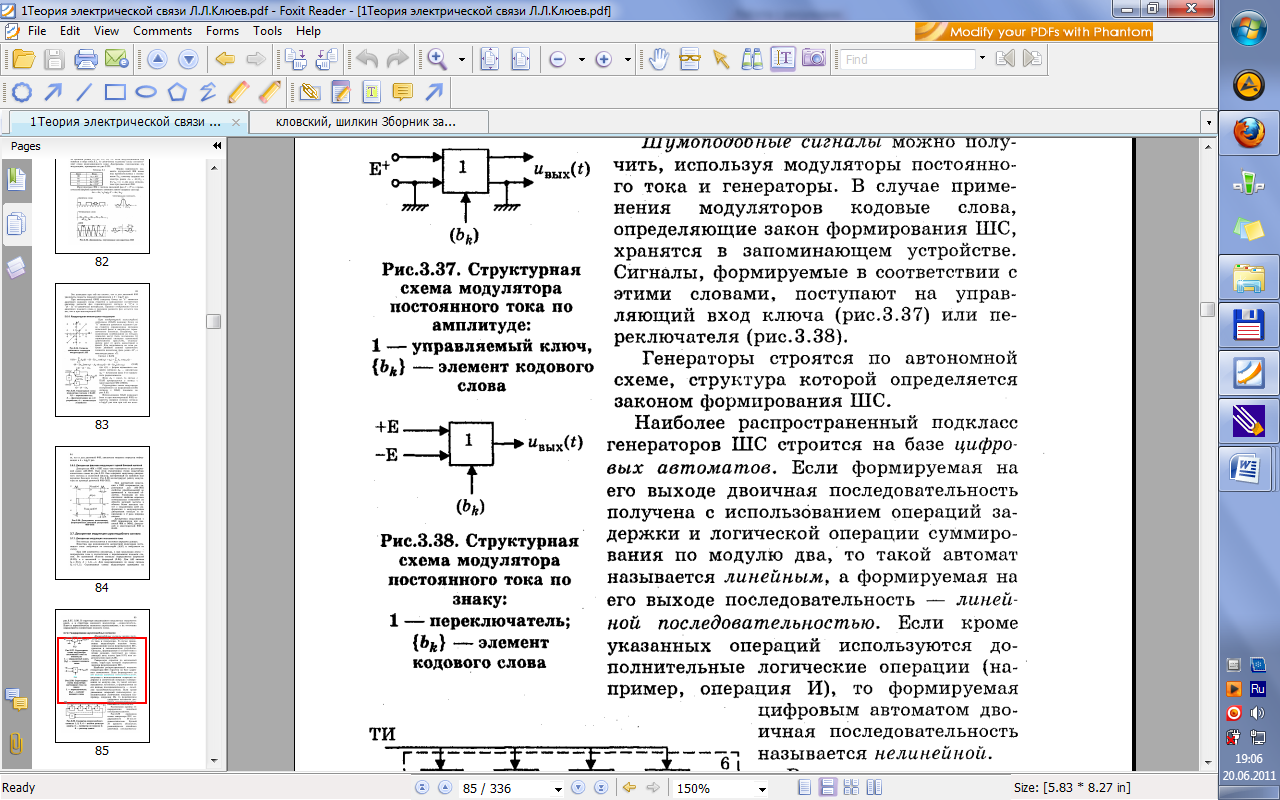 1Теория электрической связи Л.Л.Клюев.pdf - Foxit Reader - [1Теория электрической связи Л.Л.Клюев.pdf]
File Edit View Comments Forms Tools Help
Modify your PDFs with Phantom
Find
1Теория электрической связи ...
кловский, шилкин Зборник за...
Pages
82
83
84
85
E+
1
uвых(t)
(bk)
Рис.3.37. Структурная
схема модулятора
постоянного тока по
амплитуде:
1 — управляемый ключ,
{bk} — элемент кодового
слова
+E
–E
1
uвых(t)
(bk)
Рис.3.38. Структурная
схема модулятора
постоянного тока по
знаку:
1 — переключатель;
{bk} — элемент
кодового слова
Шумоподобные сигналы можно полу-
чить, используя модуляторы постоянно-
го тока и генераторы. В случае приме-
нения модуляторов кодовые слова,
определяющие закон формирования ШС,
хранятся в запоминающем устройстве.
Сигналы, формируемые в соответствии с
этими словами, поступают на управ-
ляющий вход ключа (рис.3.37) или пе-
реключателя (рис.3.38).
Генераторы строятся по автономной
схеме, структура которой определяется
законом формирования ШС.
Наиболее распространенный подкласс
генераторов ШС строится на базе цифро-
вых автоматов. Если формируемая на
его выходе двоичная последовательность
получена с использованием операций за-
держки и логической операции суммиро-
вания по модулю два, то такой автомат
называется линейным, а формируемая на
его выходе последовательность — линей-
ной последовательностью. Если кроме
указанных операций используются до-
полнительные логические операции (на-
пример, операция И), то формируемая
цифровым автоматом дво-
ичная последовательность
называется нелинейной.
ТИ
6
Ready
85 / 336
150%
Size: [5.83 * 8.27 in]
Ru
19:06
20.06.2011